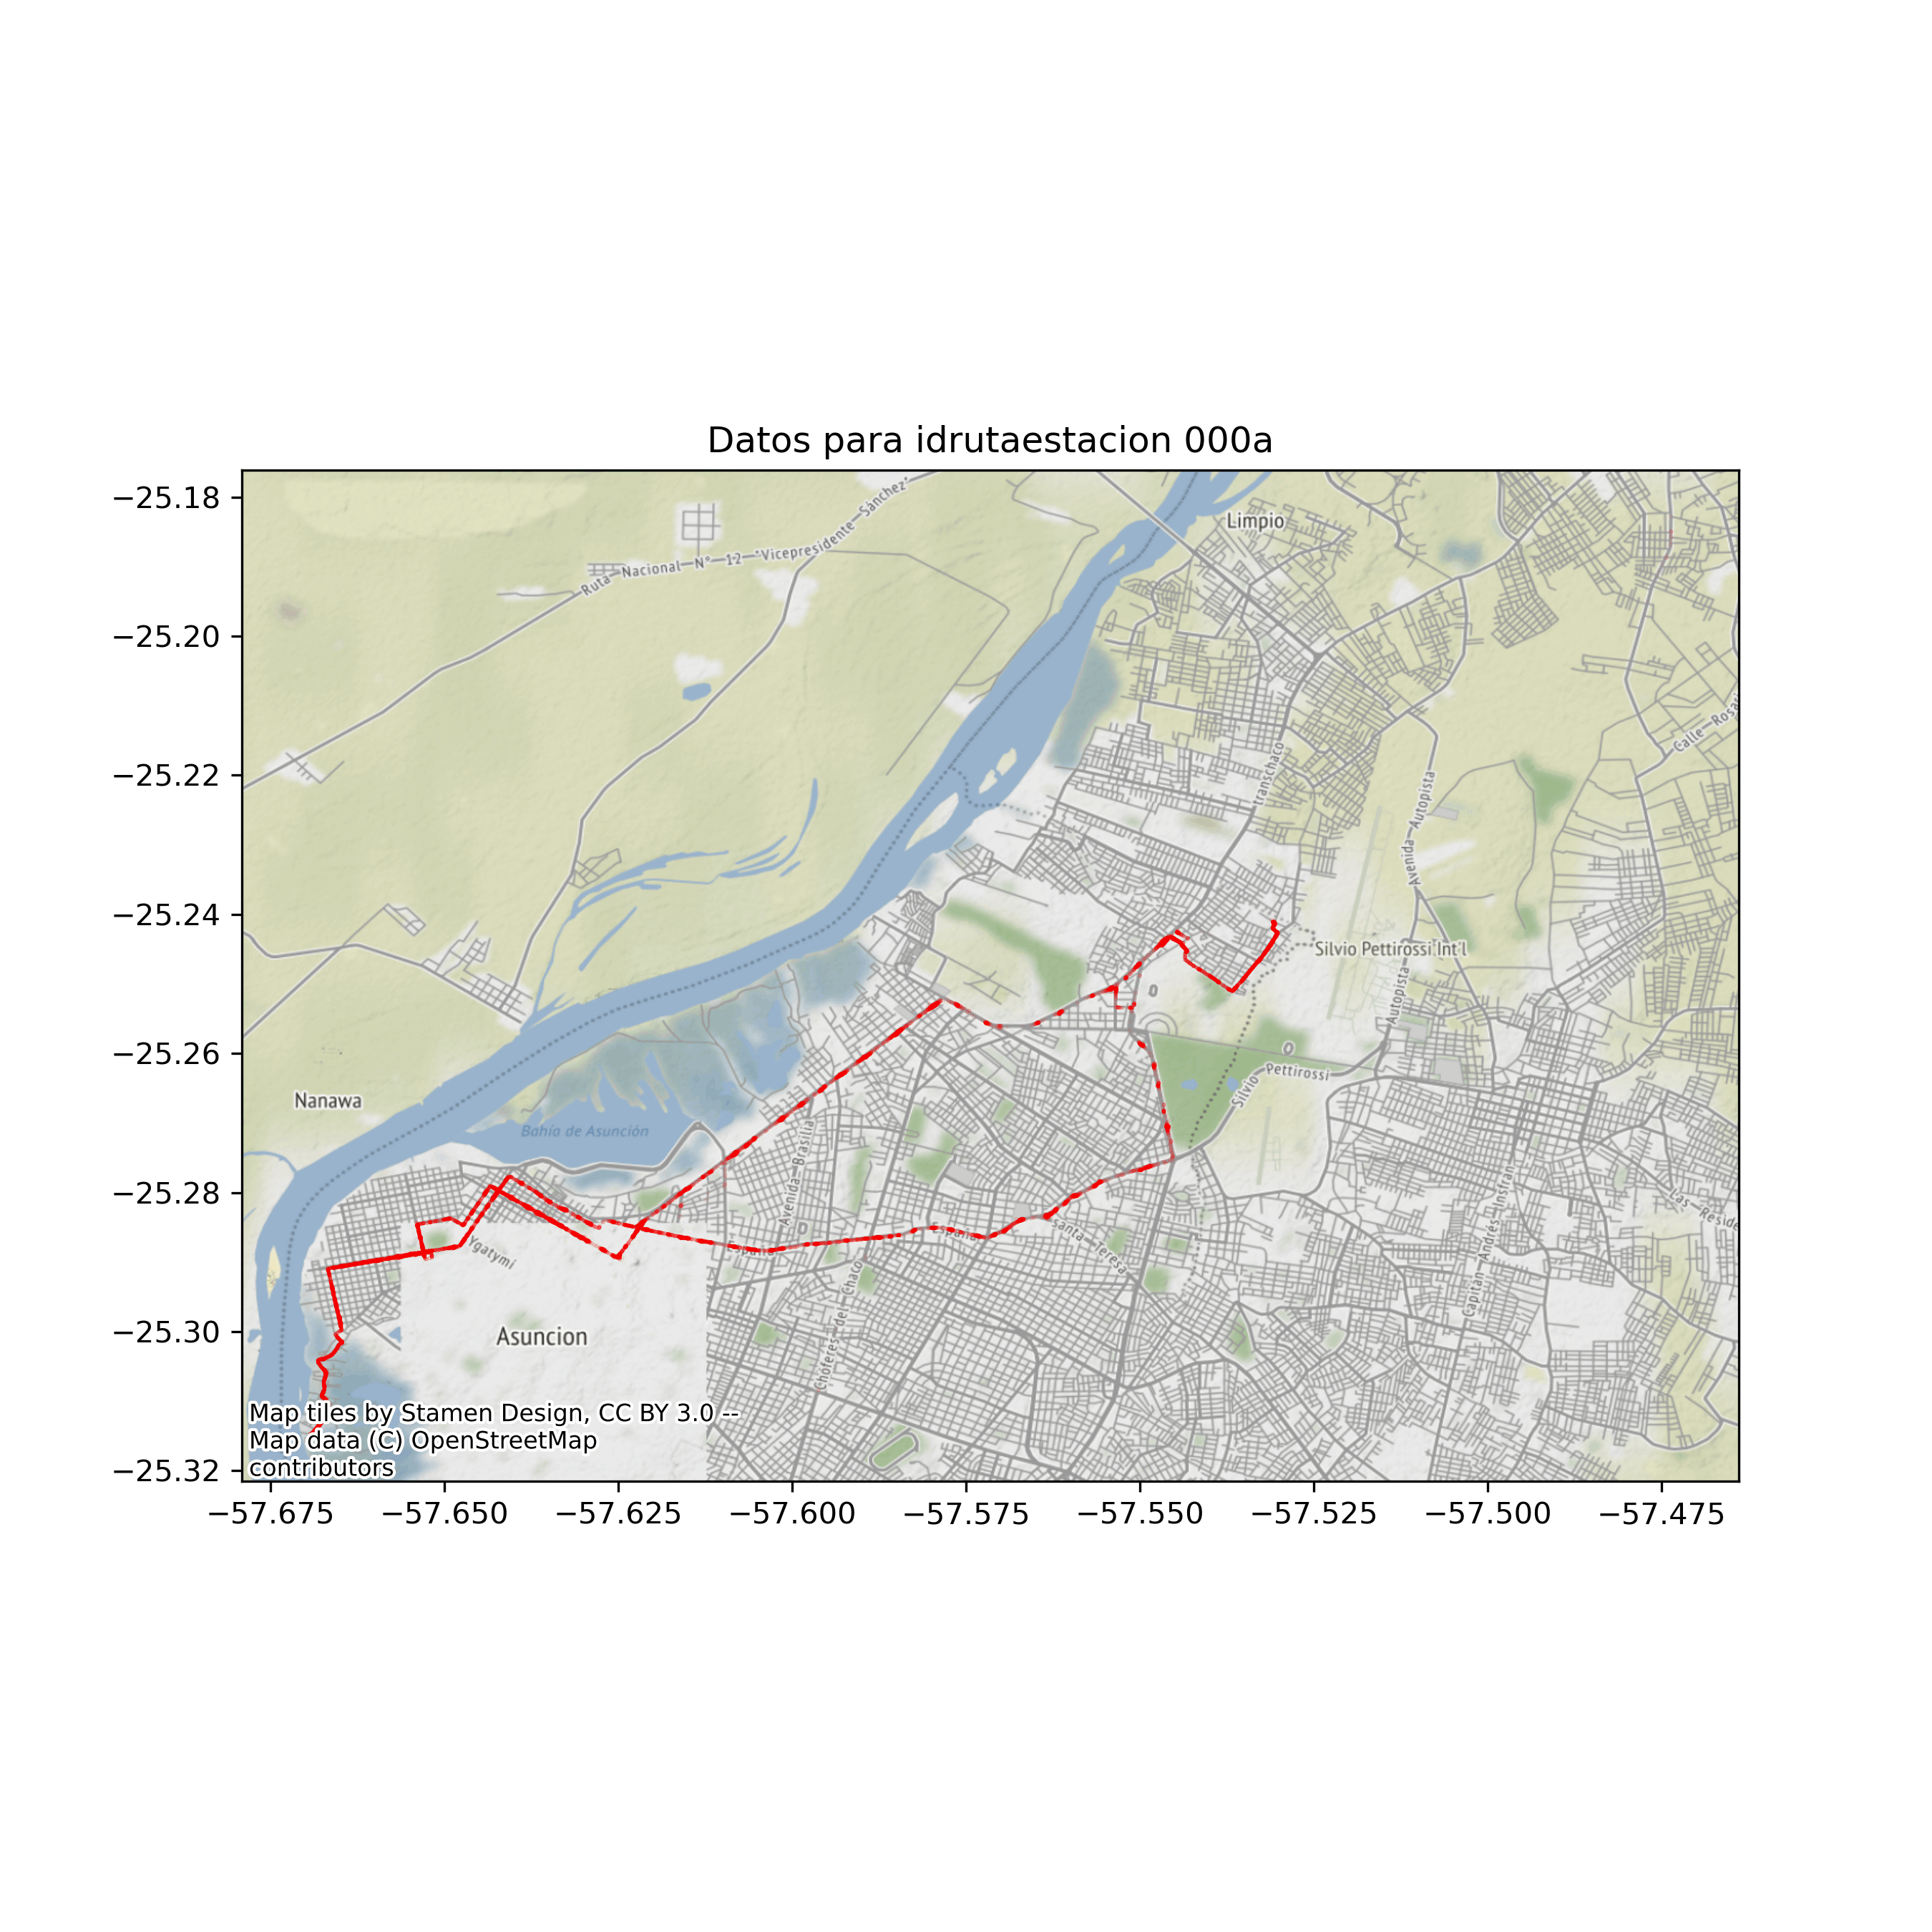 Datos para idrutaestacion 000a
−25.18
−25.20
−25.22
−25.24
−25.26
−25.28
−25.30
−25.32
−57.675
−57.650
−57.625
−57.600
−57.575
−57.550
−57.525
−57.500
−57.475
Ruta Nacional N° 12 "Vicepresidente Sánchez"
Limpio
transchaco
Avenida Autopista
Calle Rosa
Silvio Pettirossi Int'l
Autopista
Silvio Pettirossi
Nanawa
Bahía de Asunción
Avenida Brasilia
España
España
Santa Teresa
Choferes del Chaco
Capitán Andrés Insfrán
Las Reside
Ygatymi
Asuncion
Map tiles by Stamen Design, CC BY 3.0 --
Map data (C) OpenStreetMap
contributors